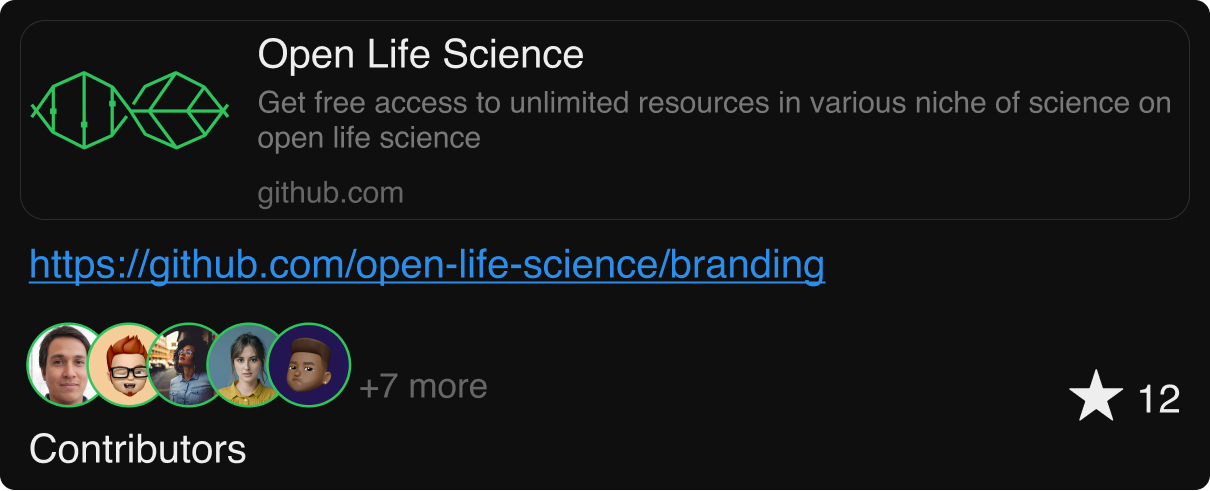 Open Life Science
Get free access to unlimited resources in various niche of science on
open life science
github.com
https://github.com/open-life-science/branding
+7 more
12
Contributors